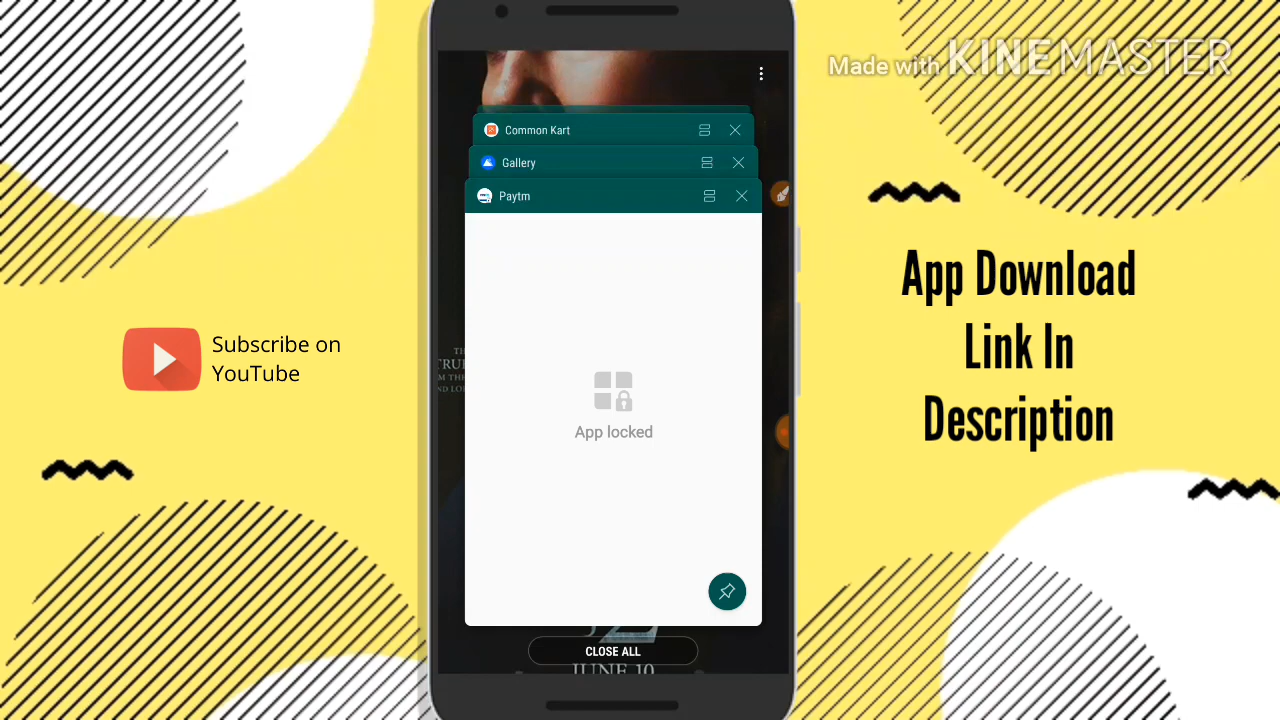 Made with KINEMASTER
Common Kart
Gallery
Paytm
App Download
Link In
Description
Subscribe on
YouTube
App locked
CLOSE ALL
JUNE 10